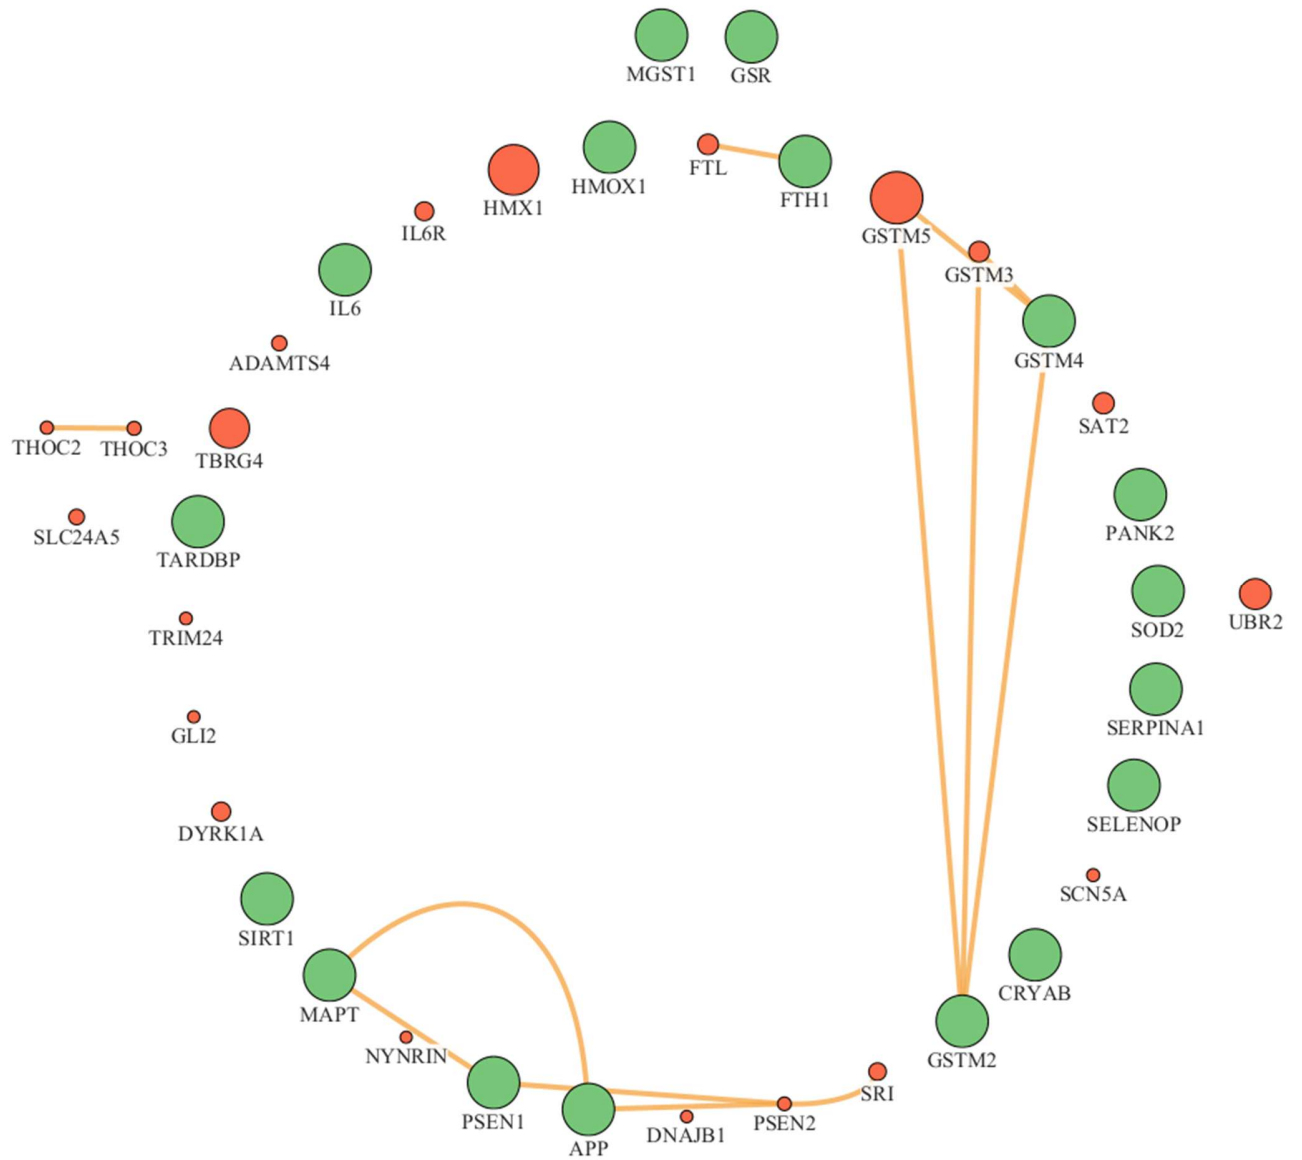 MGST1
GSR
HMOX1
FTL
FTH1
HMX1
GSTM5
IL6R
GSTM3
IL6
GSTM4
ADAMTS4
SAT2
THOC2
THOC3
TBRG4
SLC24A5
TARDBP
PANK2
TRIM24
SOD2
UBR2
GLI2
SERPINA1
DYRK1A
SELENOP
SCN5A
SIRT1
CRYAB
MAPT
NYNRIN
GSTM2
PSEN1
SRI
PSEN2
DNAJB1
APP